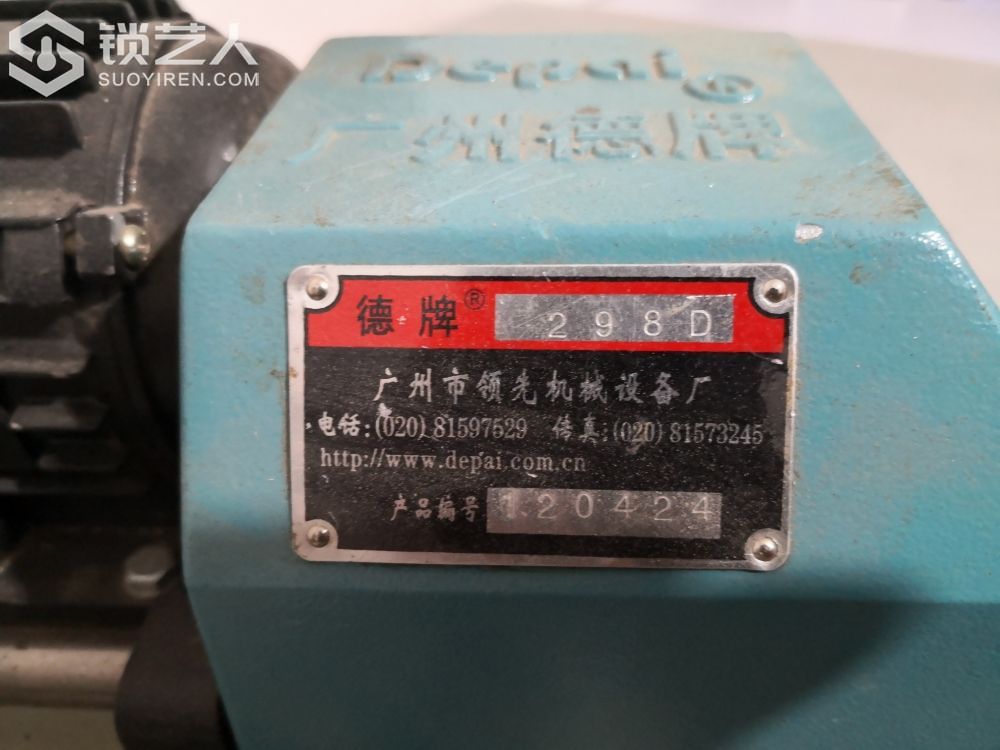 锁艺人
SUOYIREN.COM
Depai ®
广州德牌
德牌® 298D
广州市领先机械设备厂
电话:(020) 81597529 传真:(020) 81573245
http://www.depai.com.cn
产品编号 120424